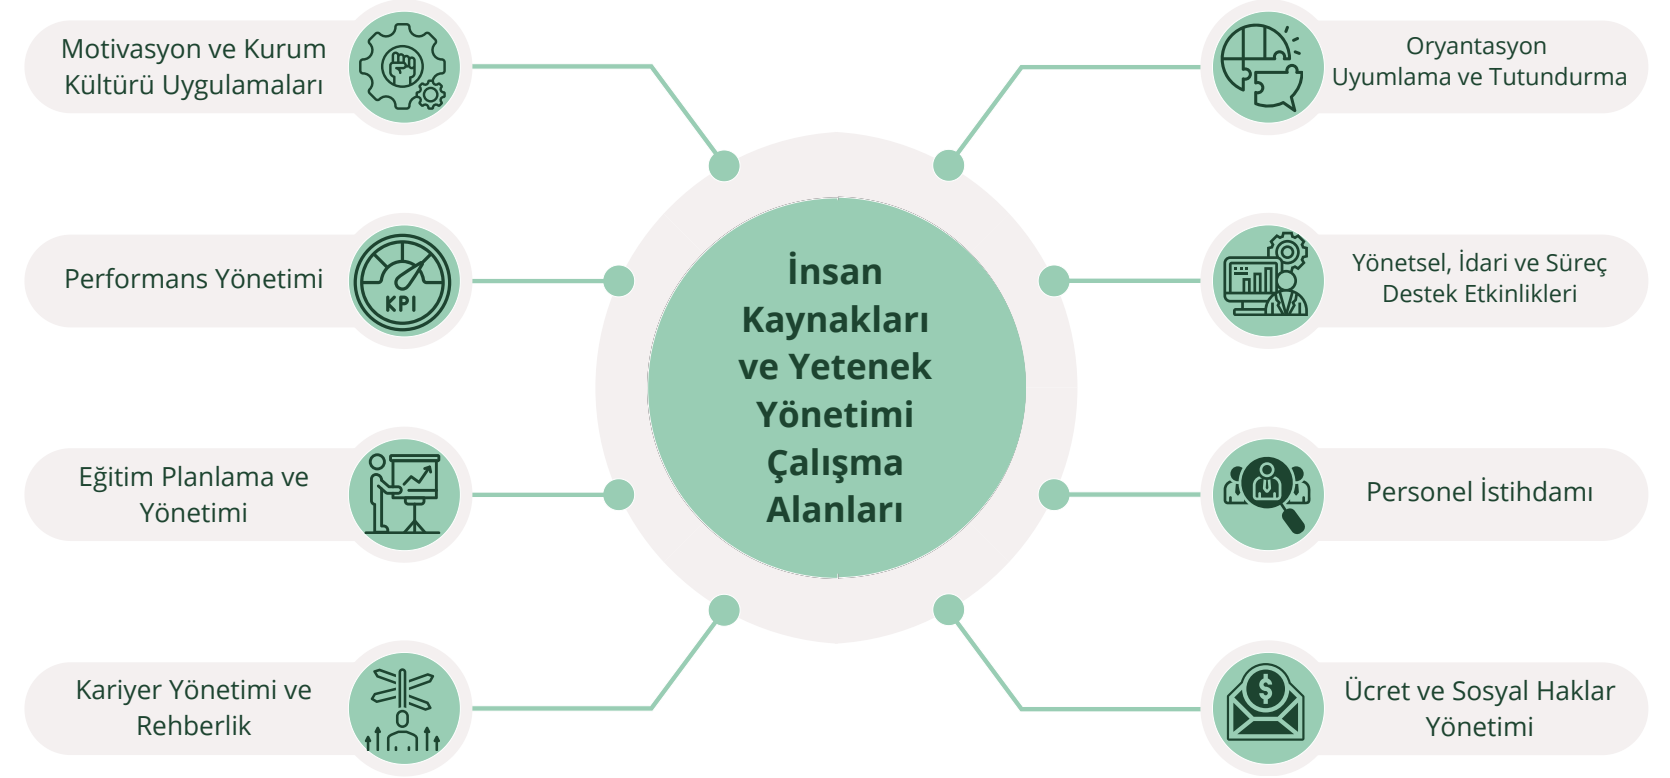 Motivasyon ve Kurum
Kültürü Uygulamaları
Performans Yönetimi
KPI
Eğitim Planlama ve
Yönetimi
Kariyer Yönetimi ve
Rehberlik
İnsan
Kaynakları
ve Yetenek
Yönetimi
Çalışma
Alanları
Oryantasyon
Uyumlama ve Tutundurma
Yönetsel, İdari ve Süreç
Destek Etkinlikleri
Personel İstihdamı
$
Ücret ve Sosyal Haklar
Yönetimi